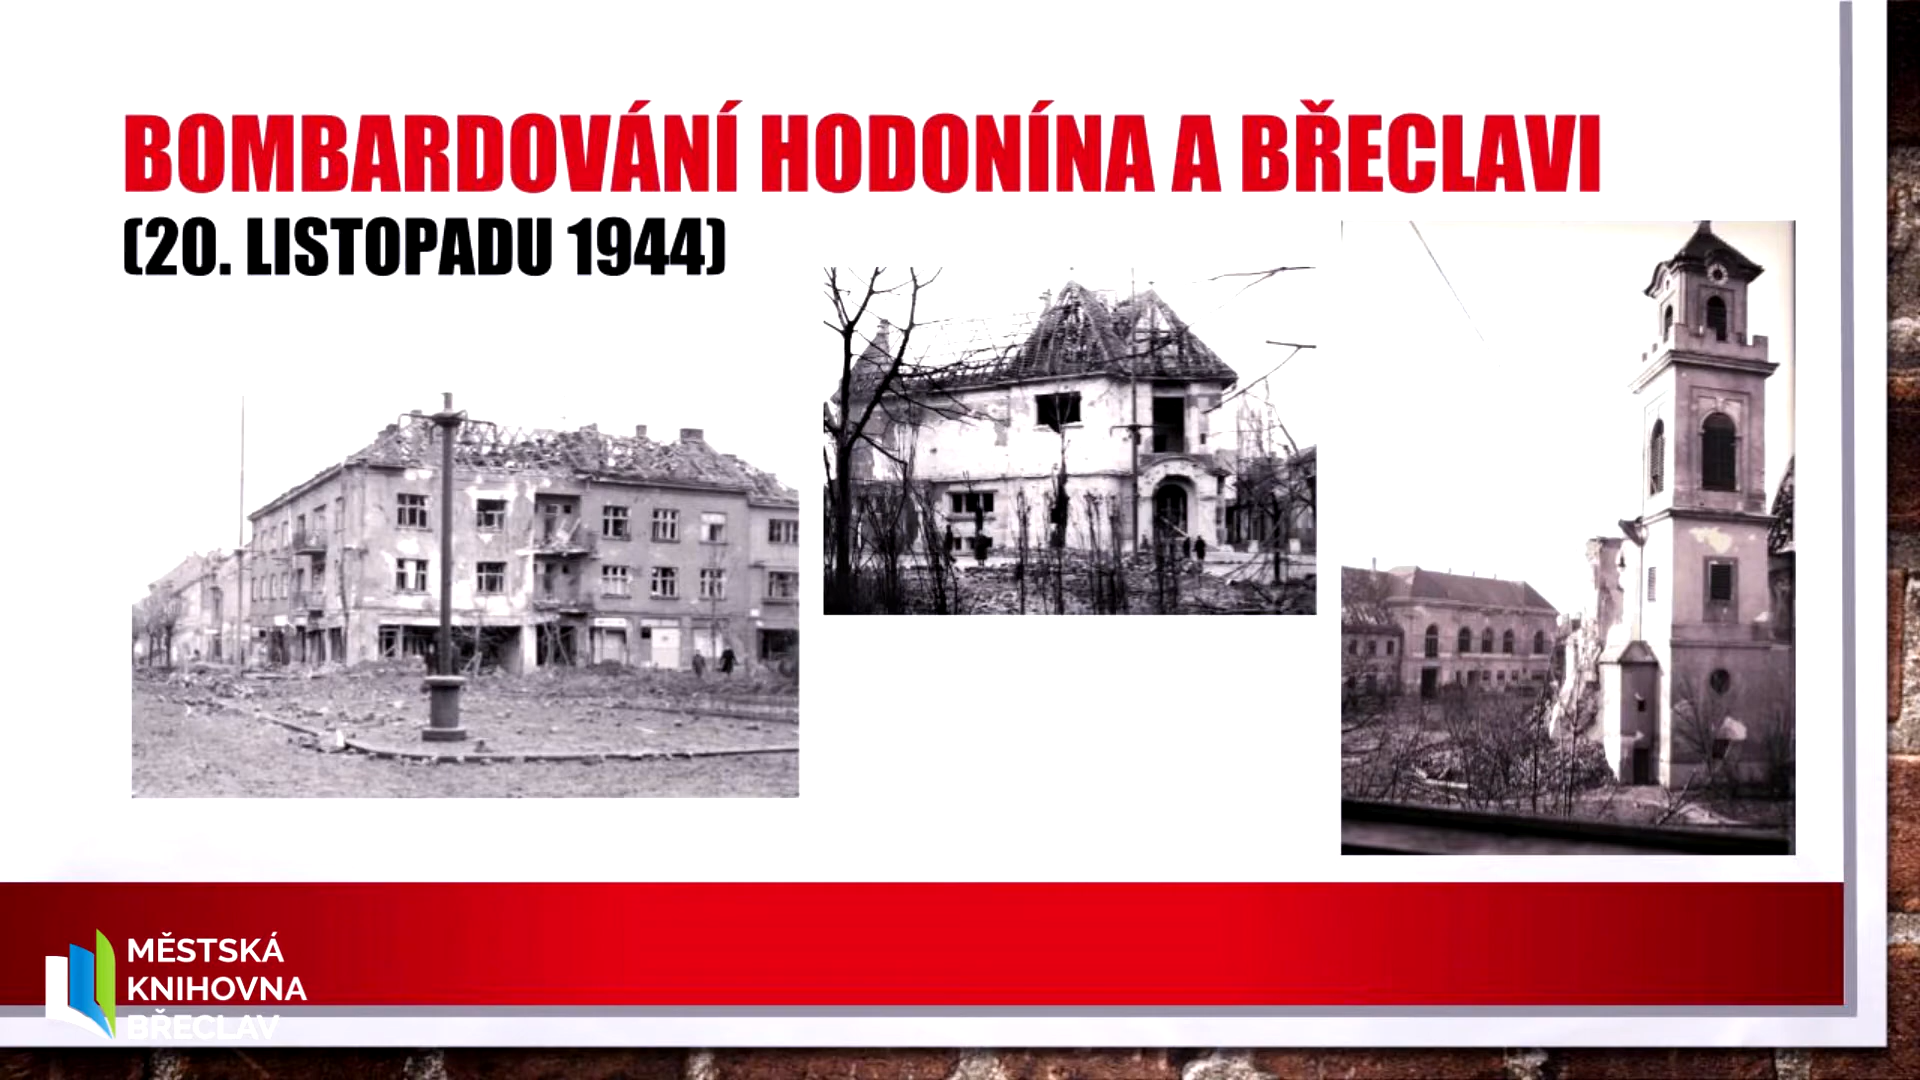 BOMBARDOVÁNÍ HODONÍNA A BŘECLAVI
(20. LISTOPADU 1944)
MĚSTSKÁ
KNIHOVNA
BŘECLAV